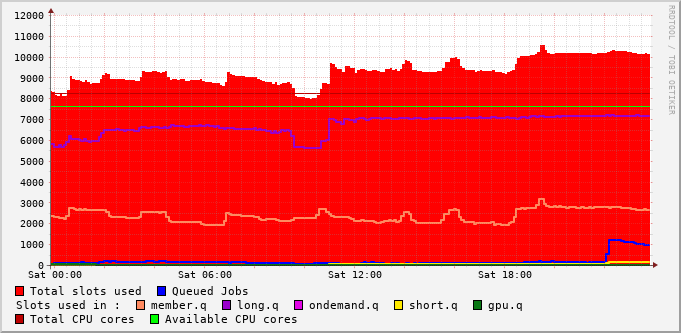 12000
11000
10000
9000
8000
7000
6000
5000
4000
3000
2000
1000
0
Sat 00:00 Sat 06:00 Sat 12:00 Sat 18:00
Total slots used Queued Jobs
Slots used in : member.q long.q ondemand.q short.q gpu.q
Total CPU cores Available CPU cores
RRDTOOL / TOBI OETIKER